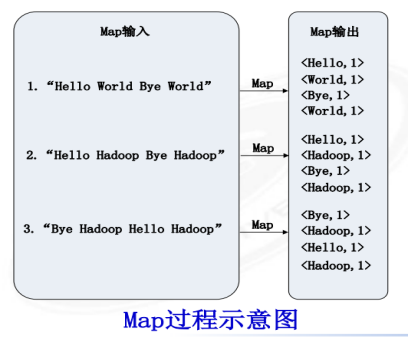 Map输入
Map输出
1. “Hello World Bye World”
Map
<Hello, 1>
<World, 1>
<Bye, 1>
<World, 1>
2. “Hello Hadoop Bye Hadoop”
Map
<Hello, 1>
<Hadoop, 1>
<Bye, 1>
<Hadoop, 1>
3. “Bye Hadoop Hello Hadoop”
Map
<Bye, 1>
<Hadoop, 1>
<Hello, 1>
<Hadoop, 1>
Map过程示意图